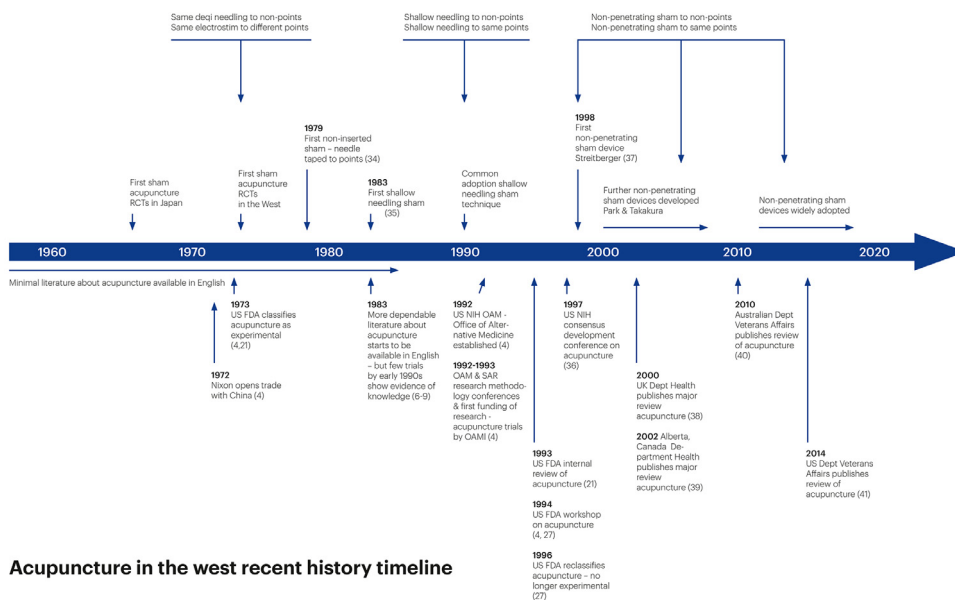 Same deqi needling to non-points
Same electrostim to different points
Shallow needling to non-points
Shallow needling to same points
Non-penetrating sham to non-points
Non-penetrating sham to same points
1979
First non-inserted
sham – needle
taped to points (34)
1998
First
non-penetrating
sham device
Streitberger (37)
First sham
acupuncture
RCTs in Japan
First sham
acupuncture
RCTs
in the West
1983
First shallow
needling sham
(35)
Common
adoption shallow
needling sham
technique
Further non-penetrating
sham devices developed
Park & Takakura
Non-penetrating sham
devices widely adopted
1960 1970 1980 1990 2000 2010 2020
Minimal literature about acupuncture available in English
1973
US FDA classifies
acupuncture as
experimental
(4,21)
1972
Nixon opens trade
with China (4)
1983
More dependable
literature about
acupuncture
starts to be
available in English
– but few trials
by early 1990s
show evidence of
knowledge (6-9)
1992
US NIH OAM -
Office of Alter-
native Medicine
established (4)
1992-1993
OAM & SAR
research methodo-
logy conferences
& first funding of
research -
acupuncture trials
by OAMI (4)
1993
US FDA internal
review of
acupuncture (21)
1994
US FDA workshop
on acupuncture
(4, 27)
1996
US FDA reclassifies
acupuncture – no
longer experimental
(27)
1997
US NIH
consensus
development
conference on
acupuncture
(36)
2000
UK Dept Health
publishes major
review
acupuncture (38)
2002 Alberta,
Canada De-
partment Health
publishes major
review
acupuncture (39)
2010
Australian Dept
Veterans Affairs
publishes review
of acupuncture
(40)
2014
US Dept Veterans
Affairs publishes
review of
acupuncture (41)
Acupuncture in the west recent history timeline